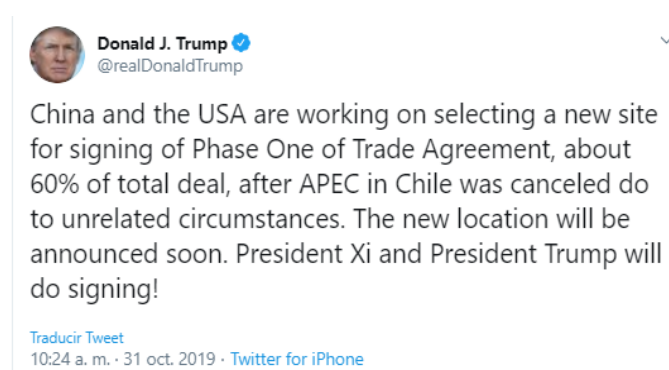 Donald J. Trump
@realDonaldTrump
China and the USA are working on selecting a new site
for signing of Phase One of Trade Agreement, about
60% of total deal, after APEC in Chile was canceled do
to unrelated circumstances. The new location will be
announced soon. President Xi and President Trump will
do signing!
Traducir Tweet
10:24 a. m. · 31 oct. 2019 · Twitter for iPhone